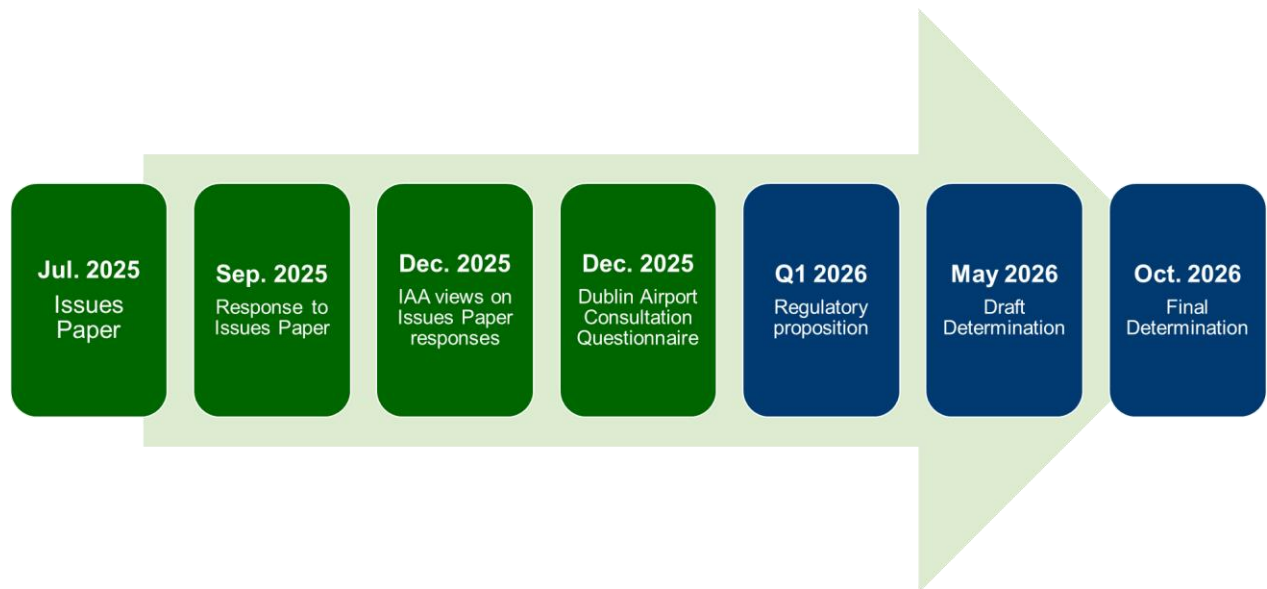 Jul. 2025
Issues
Paper
Sep. 2025
Response to
Issues Paper
Dec. 2025
IAA views on
Issues Paper
responses
Dec. 2025
Dublin Airport
Consultation
Questionnaire
Q1 2026
Regulatory
proposition
May 2026
Draft
Determination
Oct. 2026
Final
Determination